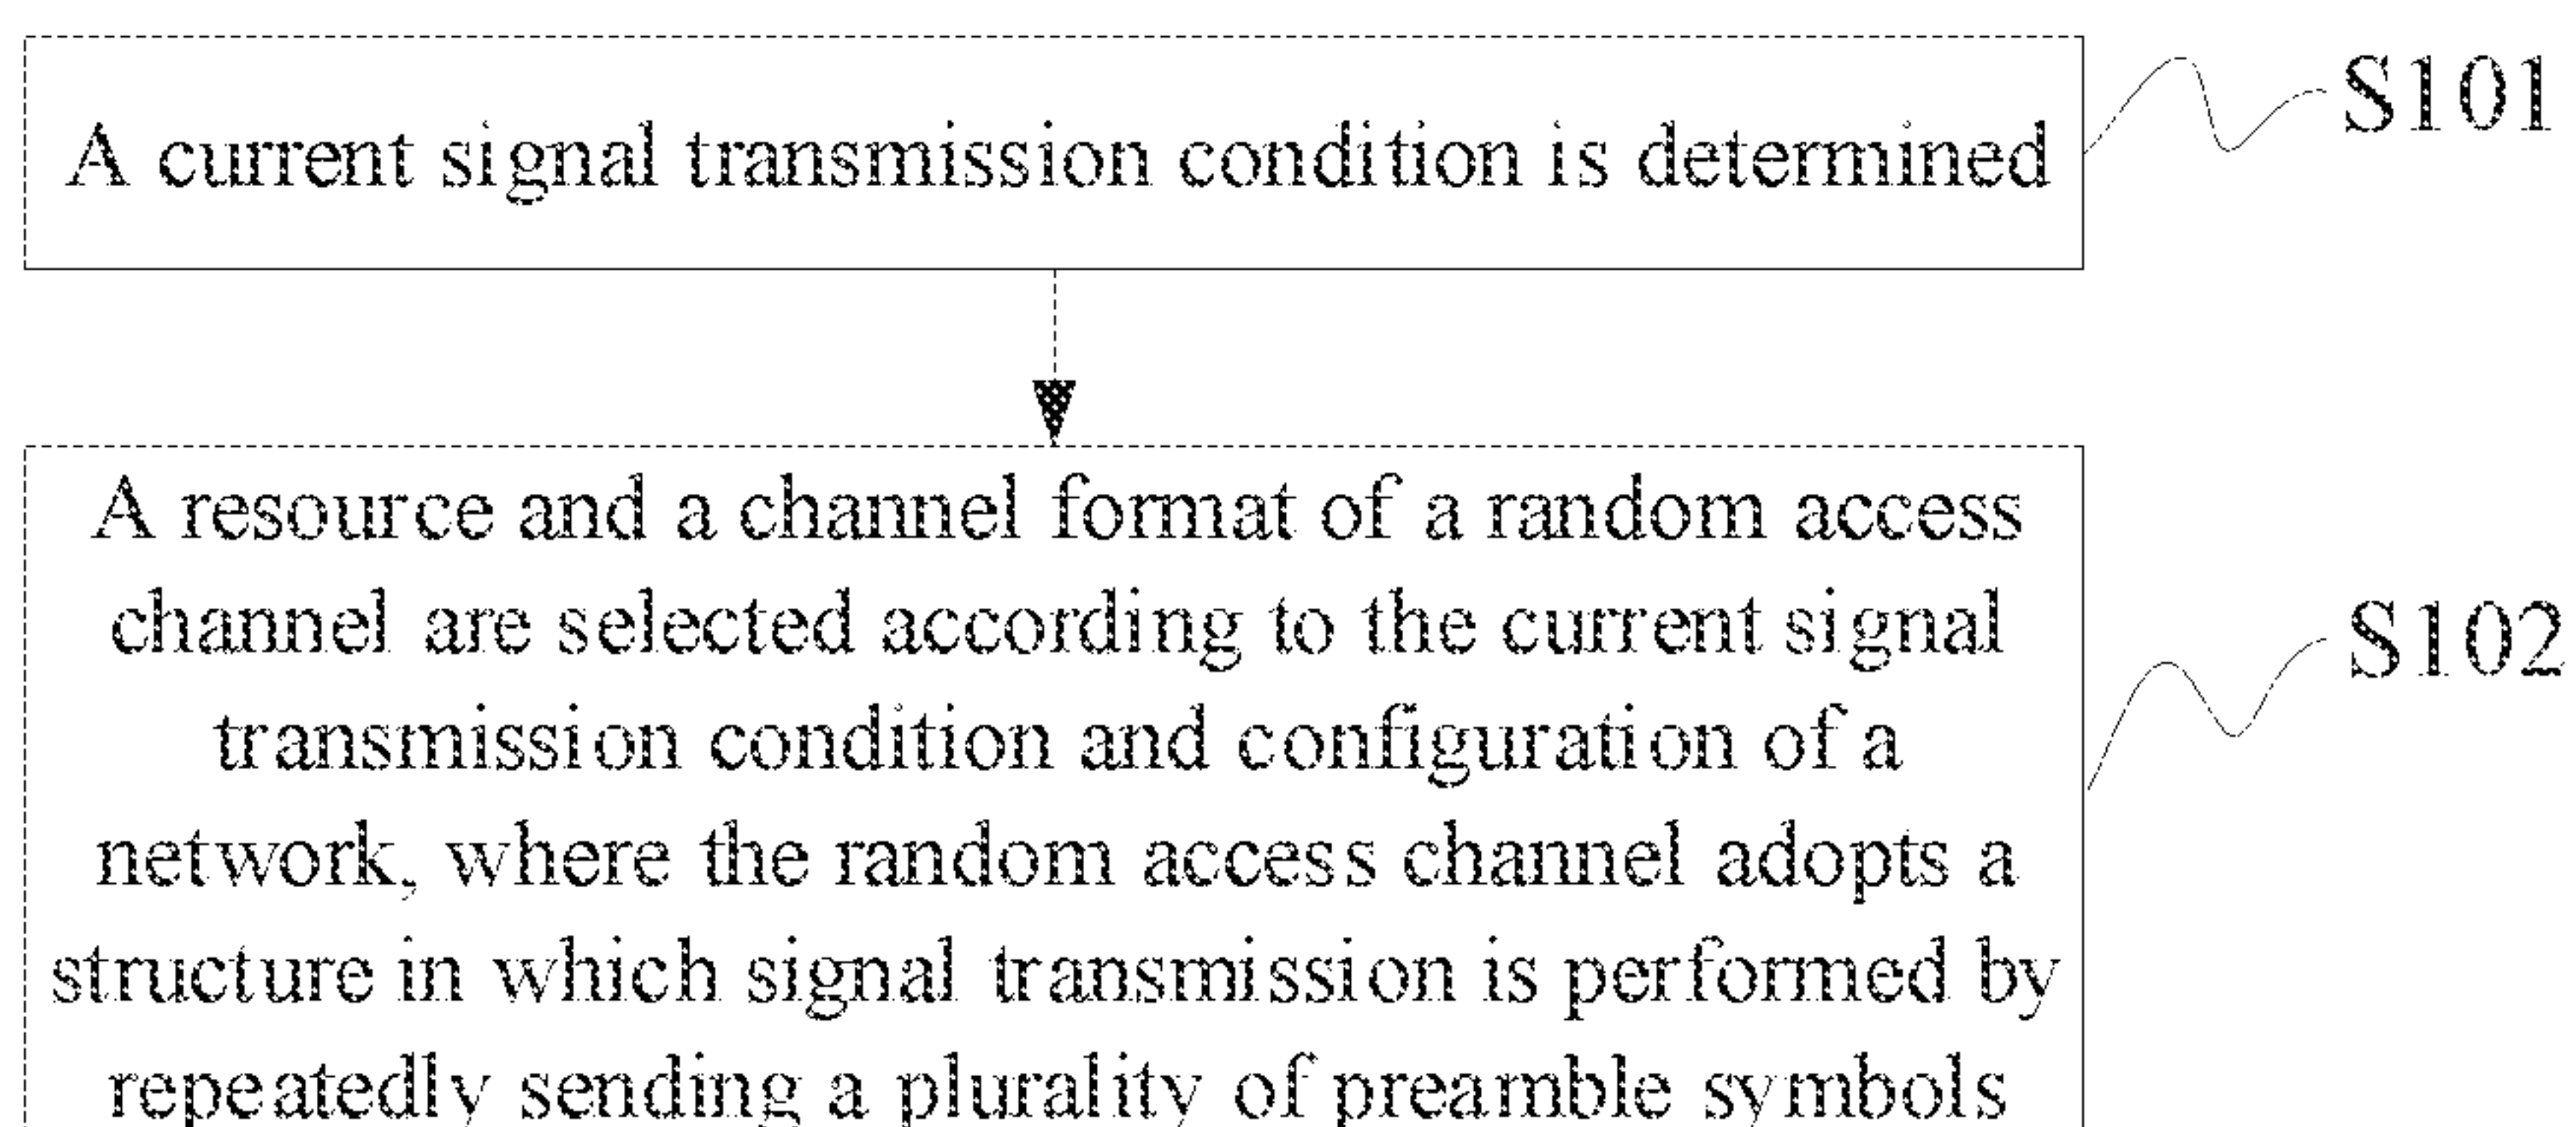 A current signal transmission condition is determined
S101
A resource and a channel format of a random access
channel are selected according to the current signal
transmission condition and configuration of a
network, where the random access channel adopts a
structure in which signal transmission is performed by
repeatedly sending a plurality of preamble symbols
S102